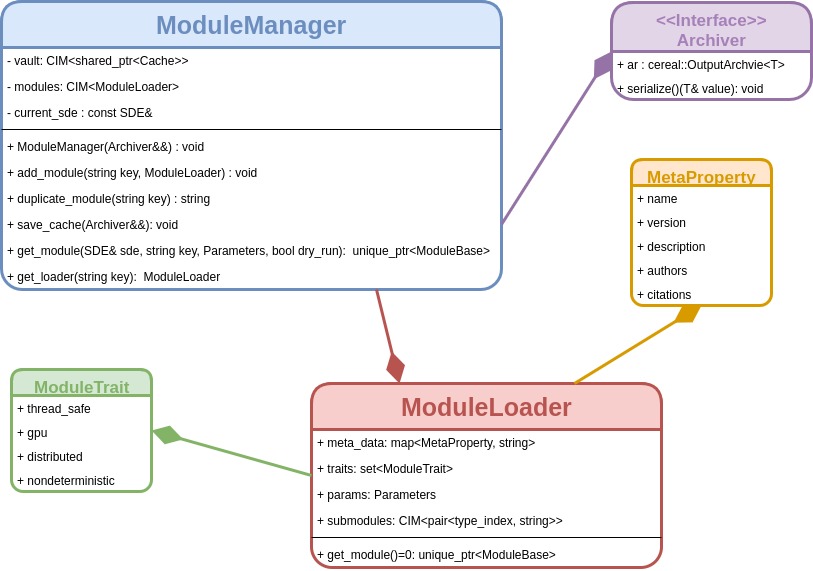 ModuleManager
- vault: CIM<shared_ptr<Cache>>
- modules: CIM<ModuleLoader>
- current_sde : const SDE&
+ ModuleManager(Archiver&&) : void
+ add_module(string key, ModuleLoader) : void
+ duplicate_module(string key) : string
+ save_cache(Archiver&&): void
+ get_module(SDE& sde, string key, Parameters, bool dry_run):  unique_ptr<ModuleBase>
+ get_loader(string key):  ModuleLoader
<<Interface>>
Archiver
+ ar : cereal::OutputArchvie<T>
+ serialize()(T& value): void
MetaProperty
+ name
+ version
+ description
+ authors
+ citations
ModuleTrait
+ thread_safe
+ gpu
+ distributed
+ nondeterministic
ModuleLoader
+ meta_data: map<MetaProperty, string>
+ traits: set<ModuleTrait>
+ params: Parameters
+ submodules: CIM<pair<type_index, string>>
+ get_module()=0: unique_ptr<ModuleBase>